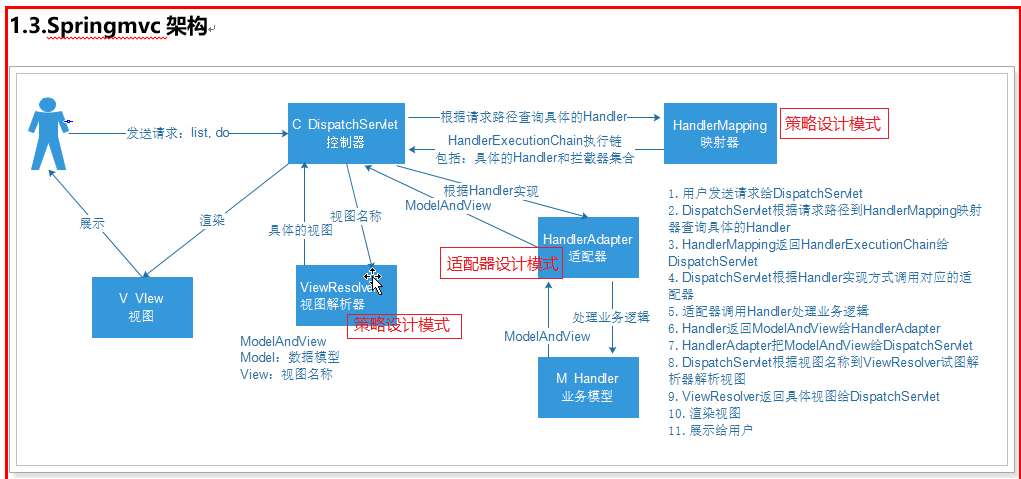 1.3.Springmvc 架构
发送请求：list, do
C DispatchServlet
控制器
根据请求路径查询具体的Handler
HandlerExecutionChain执行链
包括：具体的Handler和拦截器集合
HandlerMapping
映射器
策略设计模式
展示
渲染
具体的视图
视图名称
根据Handler实现
ModelAndView
HandlerAdapter
适配器
适配器设计模式
V VIew
视图
ViewResolver
视图解析器
策略设计模式
ModelAndView
Model：数据模型
View：视图名称
处理业务逻辑
ModelAndView
M Handler
业务模型
1. 用户发送请求给DispatchServlet
2. DispatchServlet根据请求路径到HandlerMapping映射
器查询具体的Handler
3. HandlerMapping返回HandlerExecutionChain给
DispatchServlet
4. DispatchServlet根据Handler实现方式调用对应的适
配器
5. 适配器调用Handler处理业务逻辑
6. Handler返回ModelAndView给HandlerAdapter
7. HandlerAdapter把ModelAndView给DispatchServlet
8. DispatchServlet根据视图名称到ViewResolver试图解
析器解析视图
9. ViewResolver返回具体视图给DispatchServlet
10. 渲染视图
11. 展示给用户